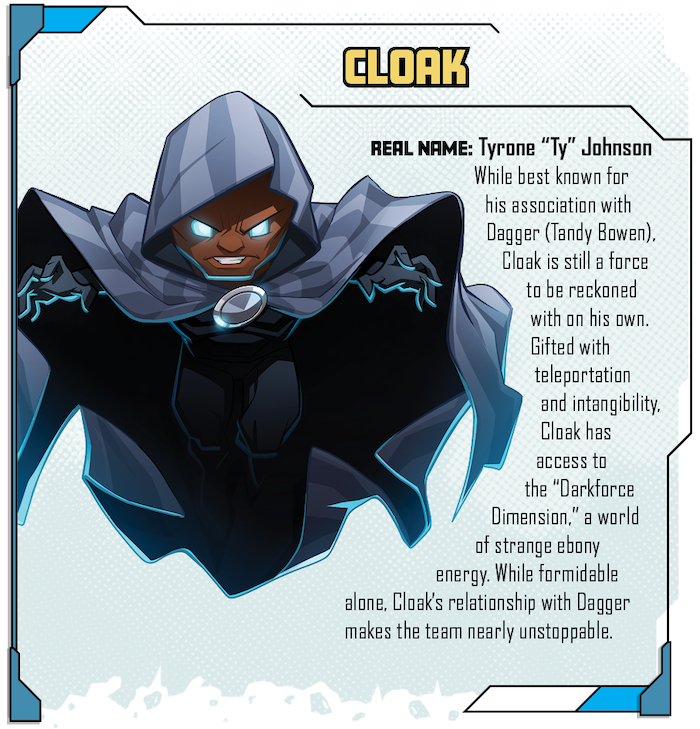 CLOAK
REAL NAME: Tyrone “Ty” Johnson
While best known for
his association with
Dagger (Tandy Bowen),
Cloak is still a force
to be reckoned
with on his own.
Gifted with
teleportation
and intangibility,
Cloak has
access to
the “Darkforce
Dimension,” a world
of strange ebony
energy. While formidable
alone, Cloak’s relationship with Dagger
makes the team nearly unstoppable.